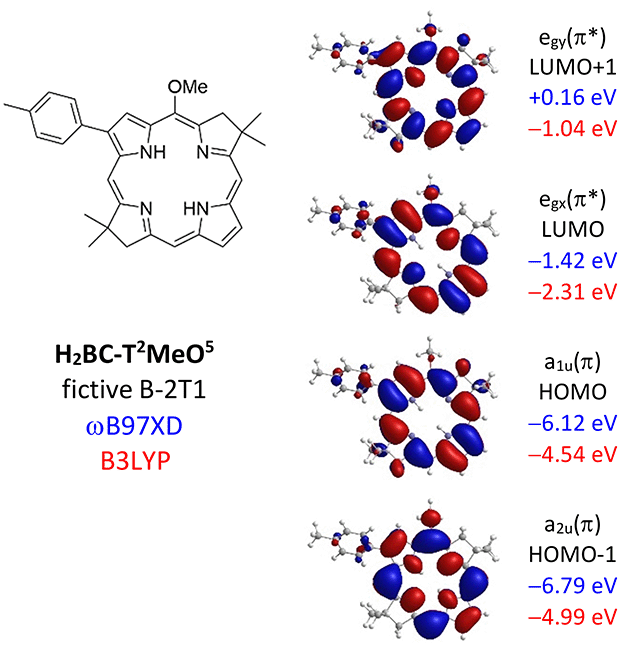 OMe
NH
N
N
HN
H₂BC-T²MeO⁵
fictive B-2T1
ωB97XD
B3LYP
egy(π*)
LUMO+1
+0.16 eV
−1.04 eV
egx(π*)
LUMO
−1.42 eV
−2.31 eV
a1u(π)
HOMO
−6.12 eV
−4.54 eV
a2u(π)
HOMO-1
−6.79 eV
−4.99 eV